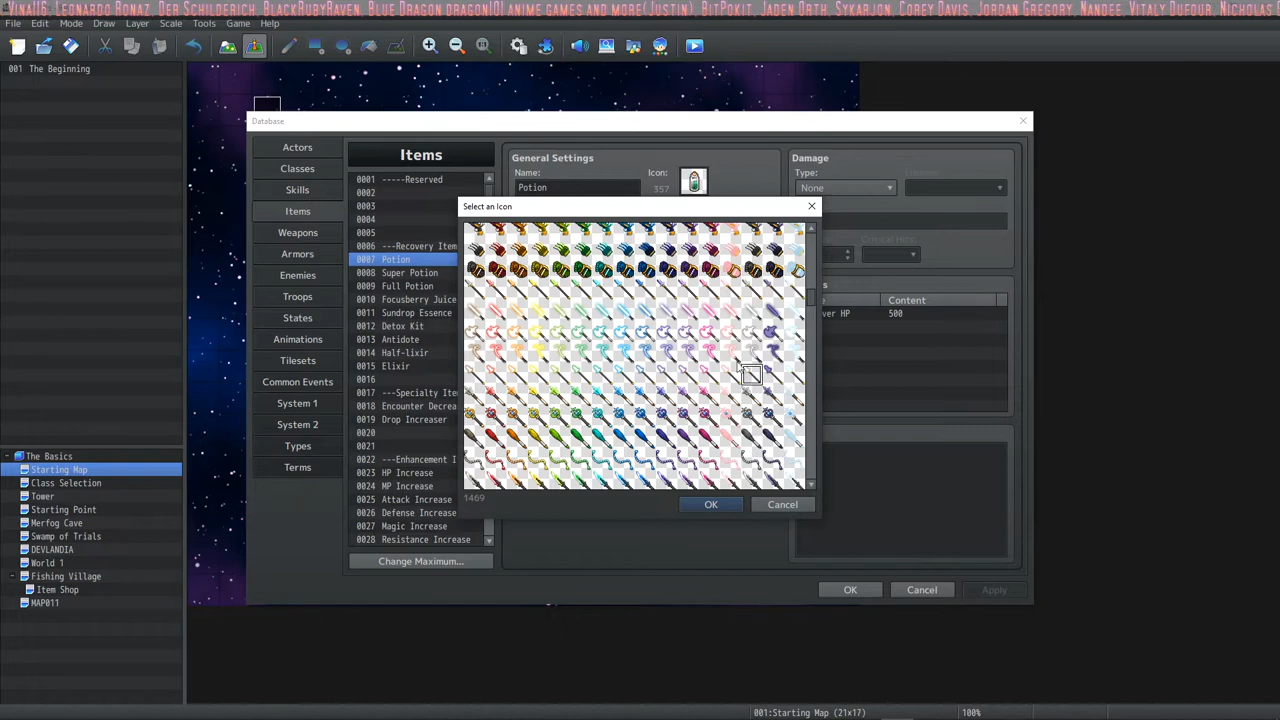 VINAUG, LEONARDO BONAZ, DER SCHILDERICH, BLACKRUBYRAVEN, BLUE DRAGON DRAGON101 ANIME GAMES AND MORE(JUSTIN), BITPOKI, JADEN ORTH, SYKARJON, COREY DAVIS, JORDAN GREGORY, NANDEE, VITALY DUFOUR, NICHOLAS
File Edit Mode Draw Layer Scale Tools Game Help
001 The Beginning
Database
Actors
Classes
Skills
Items
Weapons
Armors
Enemies
Troops
States
Animations
Tilesets
Common Events
System 1
System 2
Types
Terms
Items
0001 -----Reserved
0002
0003
0004
0005
0006 ---Recovery Item
0007 Potion
0008 Super Potion
0009 Full Potion
0010 Focusberry Juice
0011 Sundrop Essence
0012 Detox Kit
0013 Antidote
0014 Half-lixir
0015 Elixir
0016
0017 -----Specialty Ite
0018 Encounter Decrea
0019 Drop Increaser
0020
0021
0022 ---Enhancement I
0023 HP Increase
0024 MP Increase
0025 Attack Increase
0026 Defense Increase
0027 Magic Increase
0028 Resistance Increase
Change Maximum...
General Settings
Name:
Potion
Icon:
357
Damage
Type:
None
Critical Hits:
Content
ver HP 500
Select an Icon
1469
OK Cancel
OK Cancel Apply
The Basics
Starting Map
Class Selection
Tower
Starting Point
Merfog Cave
Swamp of Trials
DEVLANDIA
World 1
Fishing Village
Item Shop
MAP011
001:Starting Map (21x17) 100%